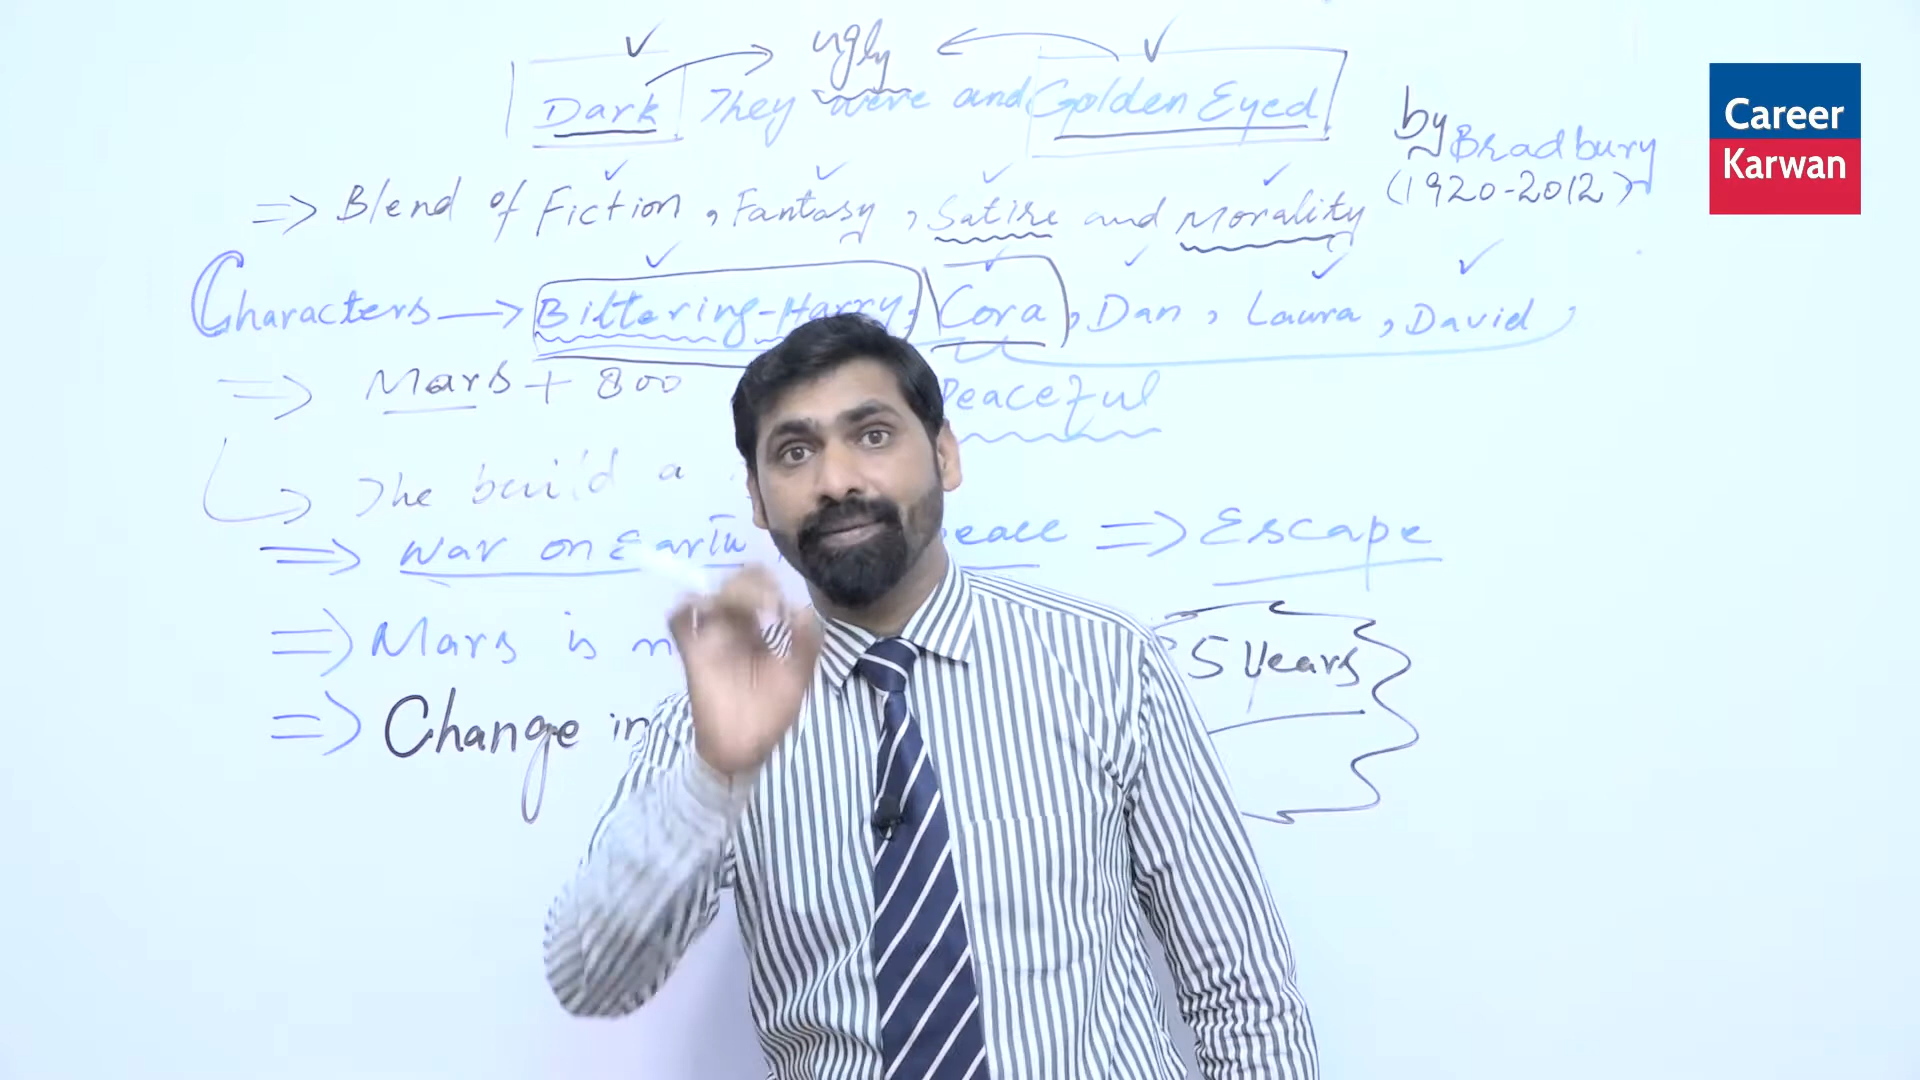 ugly
Dark They were and Golden Eyed
by Bradbury
(1920-2012)
⇒ Blend of Fiction, Fantasy, Satire and Morality
Characters → Bittering-Harry, Cora, Dan, Laura, David
⇒ Mars + 800 Peaceful
The build a
⇒ War on Earth ⇒ Escape
⇒ Mars is
5 Years
⇒ Change in
Career
Karwan